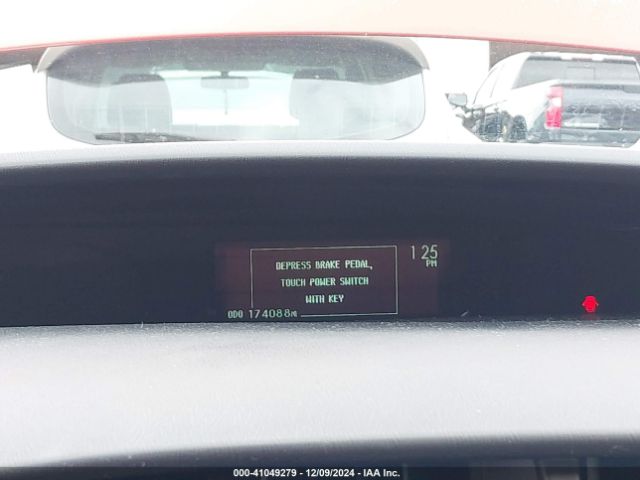 1:25
PM
DEPRESS BRAKE PEDAL,
TOUCH POWER SWITCH
WITH KEY
ODO 174088MI
000-41049279 - 12/09/2024 - IAA Inc.